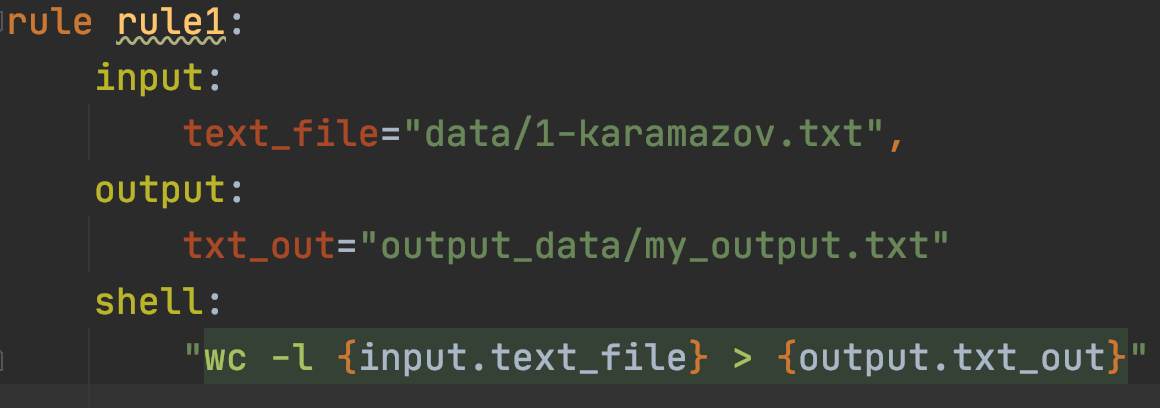 rule rule1:
input:
text_file="data/1-karamazov.txt",
output:
txt_out="output_data/my_output.txt"
shell:
"wc -l {input.text_file} > {output.txt_out}"